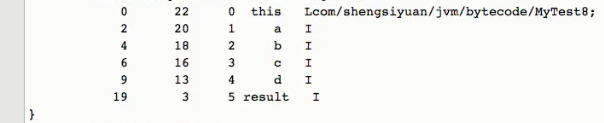 0 22 0 this Lcom/shengsiyuan/jvm/bytecode/MyTest8;
2 20 1 a I
4 18 2 b I
6 16 3 c I
9 13 4 d I
19 3 5 result I
}